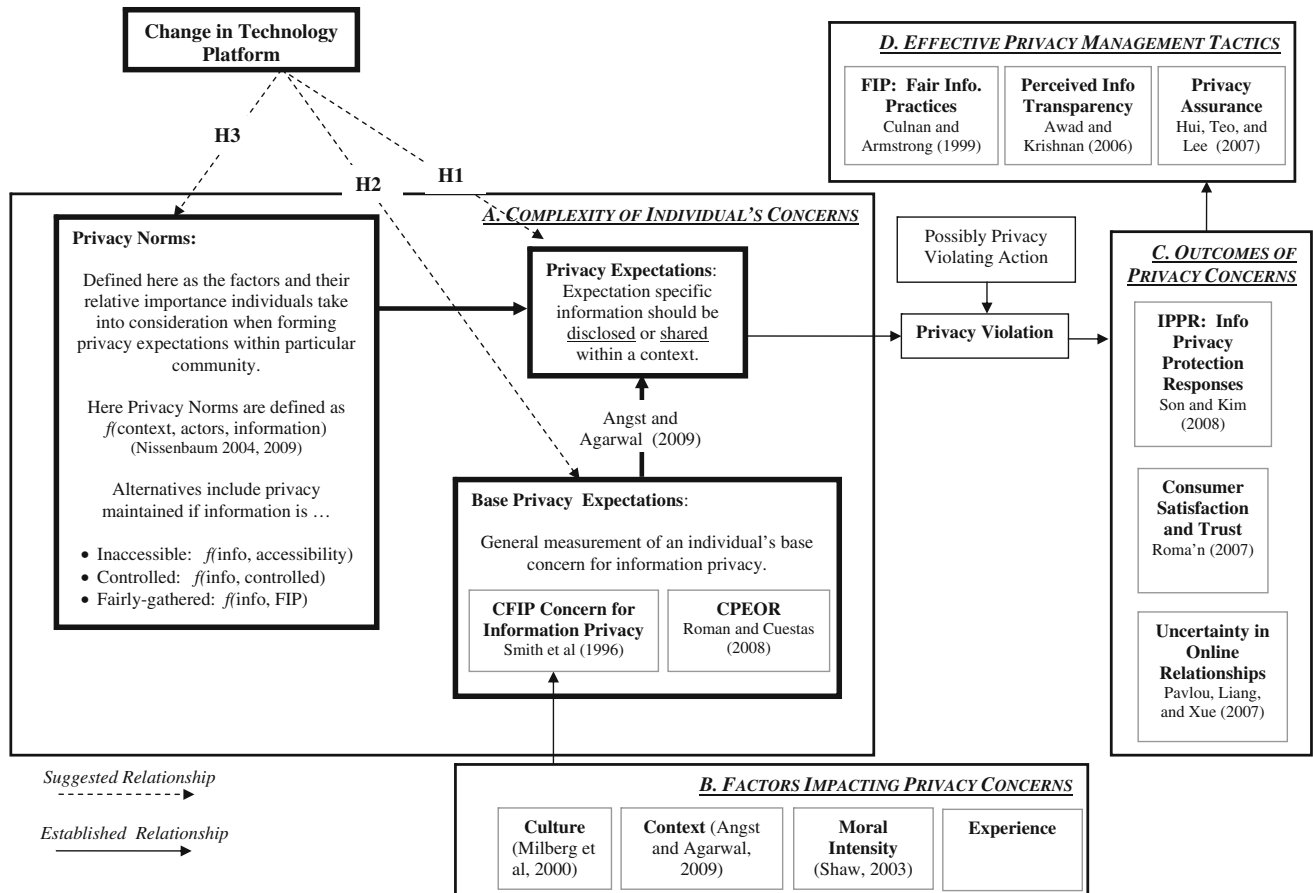 Change in Technology
Platform
H3
H2
H1
D. EFFECTIVE PRIVACY MANAGEMENT TACTICS
FIP: Fair Info.
Practices
Culnan and
Armstrong (1999)
Perceived Info
Transparency
Awad and
Krishnan (2006)
Privacy
Assurance
Hui, Teo, and
Lee (2007)
A. COMPLEXITY OF INDIVIDUAL'S CONCERNS
Privacy Norms:
Defined here as the factors and their
relative importance individuals take
into consideration when forming
privacy expectations within particular
community.
Here Privacy Norms are defined as
f(context, actors, information)
(Nissenbaum 2004, 2009)
Alternatives include privacy
maintained if information is …
• Inaccessible: f(info, accessibility)
• Controlled: f(info, controlled)
• Fairly-gathered: f(info, FIP)
Privacy Expectations:
Expectation specific
information should be
disclosed or shared
within a context.
Angst and
Agarwal (2009)
Base Privacy Expectations:
General measurement of an individual's base
concern for information privacy.
CFIP Concern for
Information Privacy
Smith et al (1996)
CPEOR
Roman and Cuestas
(2008)
Possibly Privacy
Violating Action
Privacy Violation
C. OUTCOMES OF
PRIVACY CONCERNS
IPPR: Info
Privacy
Protection
Responses
Son and Kim
(2008)
Consumer
Satisfaction
and Trust
Roma'n (2007)
Uncertainty in
Online
Relationships
Pavlou, Liang,
and Xue (2007)
B. FACTORS IMPACTING PRIVACY CONCERNS
Culture
(Milberg et
al, 2000)
Context (Angst
and Agarwal,
2009)
Moral
Intensity
(Shaw, 2003)
Experience
Suggested Relationship
Established Relationship